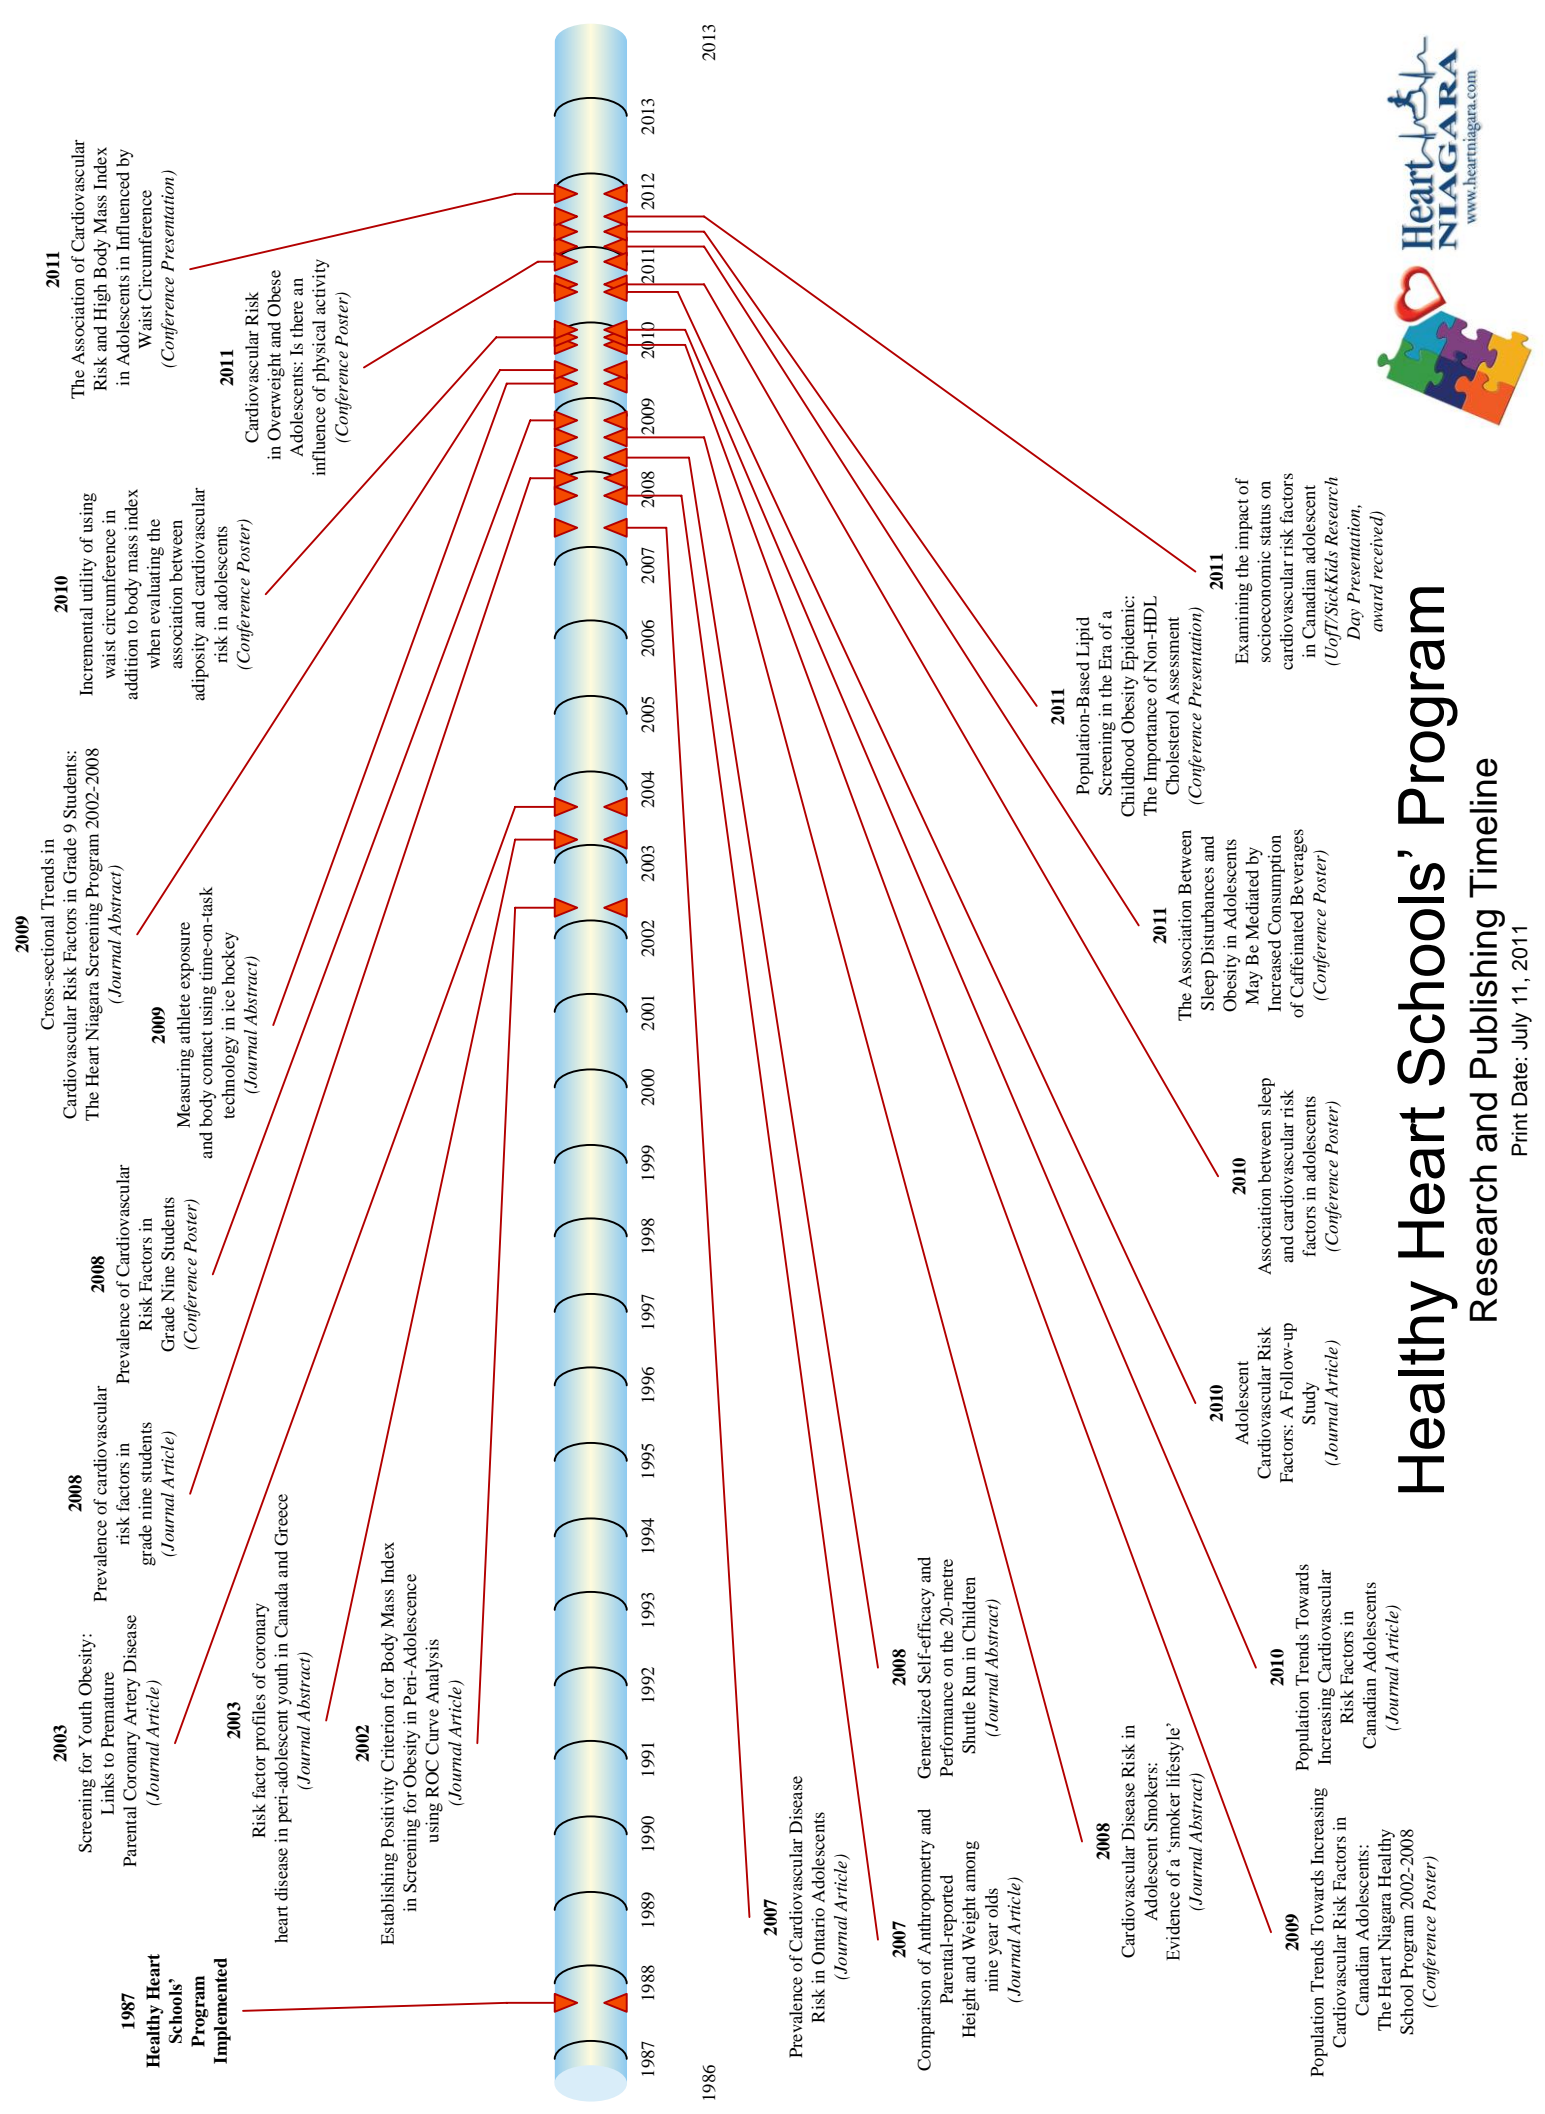 1987
Healthy Heart
Schools’
Program
Implemented
2003
Screening for Youth Obesity:
Links to Premature
Parental Coronary Artery Disease
(Journal Article)
2003
Risk factor profiles of coronary
heart disease in peri-adolescent youth in Canada and Greece
(Journal Abstract)
2002
Establishing Positivity Criterion for Body Mass Index
in Screening for Obesity in Peri-Adolescence
using ROC Curve Analysis
(Journal Article)
2008
Prevalence of cardiovascular
risk factors in
grade nine students
(Journal Article)
2008
Prevalence of Cardiovascular
Risk Factors in
Grade Nine Students
(Conference Poster)
2009
Cross-sectional Trends in
Cardiovascular Risk Factors in Grade 9 Students:
The Heart Niagara Screening Program 2002-2008
(Journal Abstract)
2009
Measuring athlete exposure
and body contact using time-on-task
technology in ice hockey
(Journal Abstract)
2010
Incremental utility of using
waist circumference in
addition to body mass index
when evaluating the
association between
adiposity and cardiovascular
risk in adolescents
(Conference Poster)
2011
The Association of Cardiovascular
Risk and High Body Mass Index
in Adolescents in Influenced by
Waist Circumference
(Conference Presentation)
2011
Cardiovascular Risk
in Overweight and Obese
Adolescents: Is there an
influence of physical activity
(Conference Poster)
1987
1988
1989
1990
1991
1992
1993
1994
1995
1996
1997
1998
1999
2000
2001
2002
2003
2004
2005
2006
2007
2008
2009
2010
2011
2012
2013
1986
2013
2007
Prevalence of Cardiovascular Disease
Risk in Ontario Adolescents
(Journal Article)
2007
Comparison of Anthropometry and
Parental-reported
Height and Weight among
nine year olds
(Journal Article)
2008
Generalized Self-efficacy and
Performance on the 20-metre
Shuttle Run in Children
(Journal Abstract)
2008
Cardiovascular Disease Risk in
Adolescent Smokers:
Evidence of a ‘smoker lifestyle’
(Journal Abstract)
2009
Population Trends Towards Increasing
Cardiovascular Risk Factors in
Canadian Adolescents:
The Heart Niagara Healthy
School Program 2002-2008
(Conference Poster)
2010
Population Trends Towards
Increasing Cardiovascular
Risk Factors in
Canadian Adolescents
(Journal Article)
2010
Adolescent
Cardiovascular Risk
Factors: A Follow-up
Study
(Journal Article)
2010
Association between sleep
and cardiovascular risk
factors in adolescents
(Conference Poster)
2011
The Association Between
Sleep Disturbances and
Obesity in Adolescents
May Be Mediated by
Increased Consumption
of Caffeinated Beverages
(Conference Poster)
2011
Population-Based Lipid
Screening in the Era of a
Childhood Obesity Epidemic:
The Importance of Non-HDL
Cholesterol Assessment
(Conference Presentation)
2011
Examining the impact of
socioeconomic status on
cardiovascular risk factors
in Canadian adolescent
(UofT/SickKids Research
Day Presentation,
award received)
Healthy Heart Schools’ Program
Research and Publishing Timeline
Print Date: July 11, 2011
Heart
NIAGARA
www.heartniagara.com